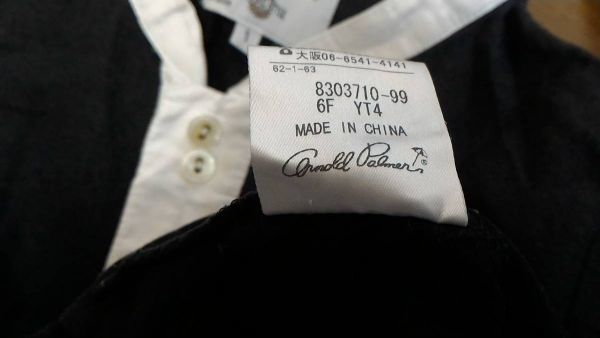 大阪06-6541-4141
62-1-63
8303710-99
6F YT4
MADE IN CHINA
Arnold Palmer ®